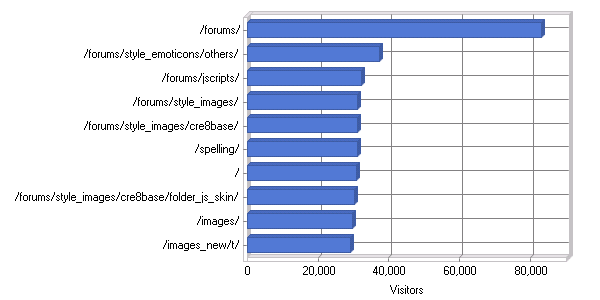 /forums/
/forums/style_emoticons/others/
/forums/jscripts/
/forums/style_images/
/forums/style_images/cre8base/
/spelling/
/
/forums/style_images/cre8base/folder_js_skin/
/images/
/images_new/t/
0 20,000 40,000 60,000 80,000
Visitors